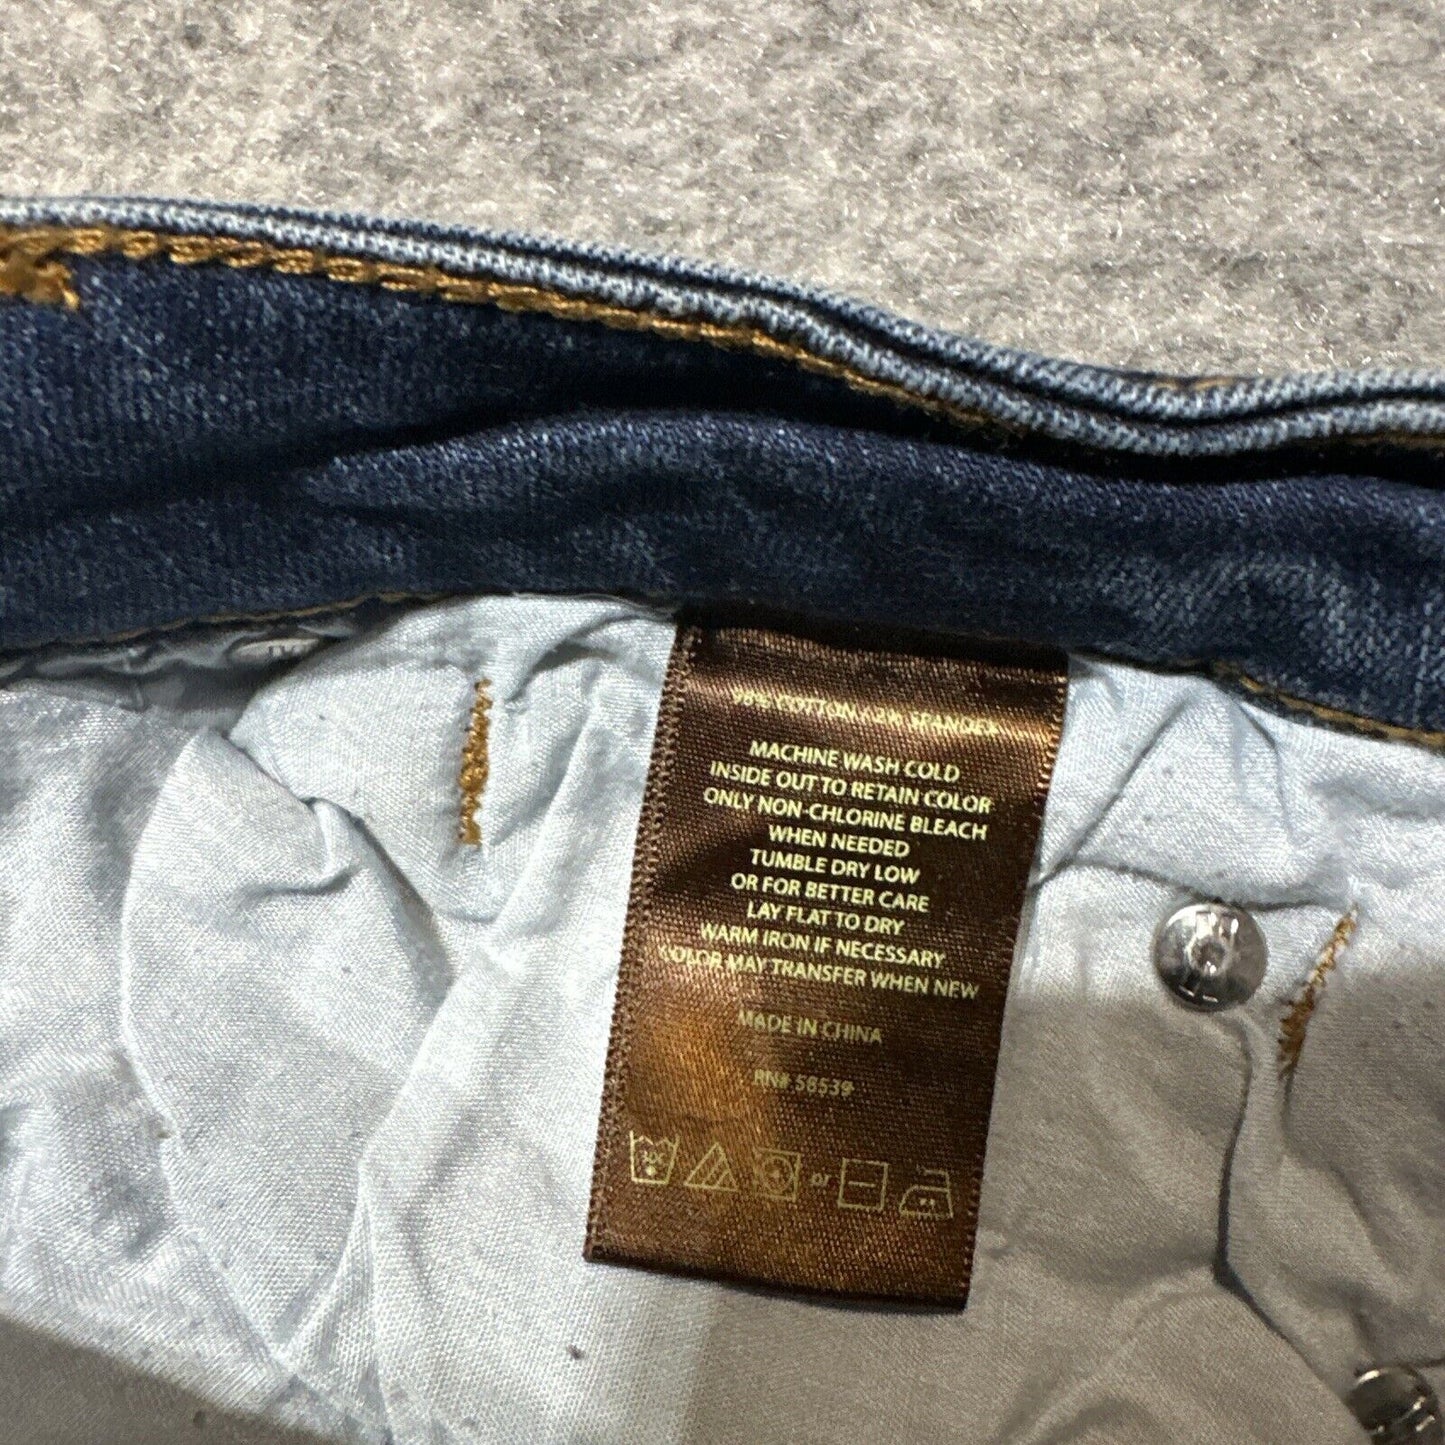 98% COTTON / 2% SPANDEX
MACHINE WASH COLD
INSIDE OUT TO RETAIN COLOR
ONLY NON-CHLORINE BLEACH
WHEN NEEDED
TUMBLE DRY LOW
OR FOR BETTER CARE
LAY FLAT TO DRY
WARM IRON IF NECESSARY
COLOR MAY TRANSFER WHEN NEW
MADE IN CHINA
RN# 58539
or